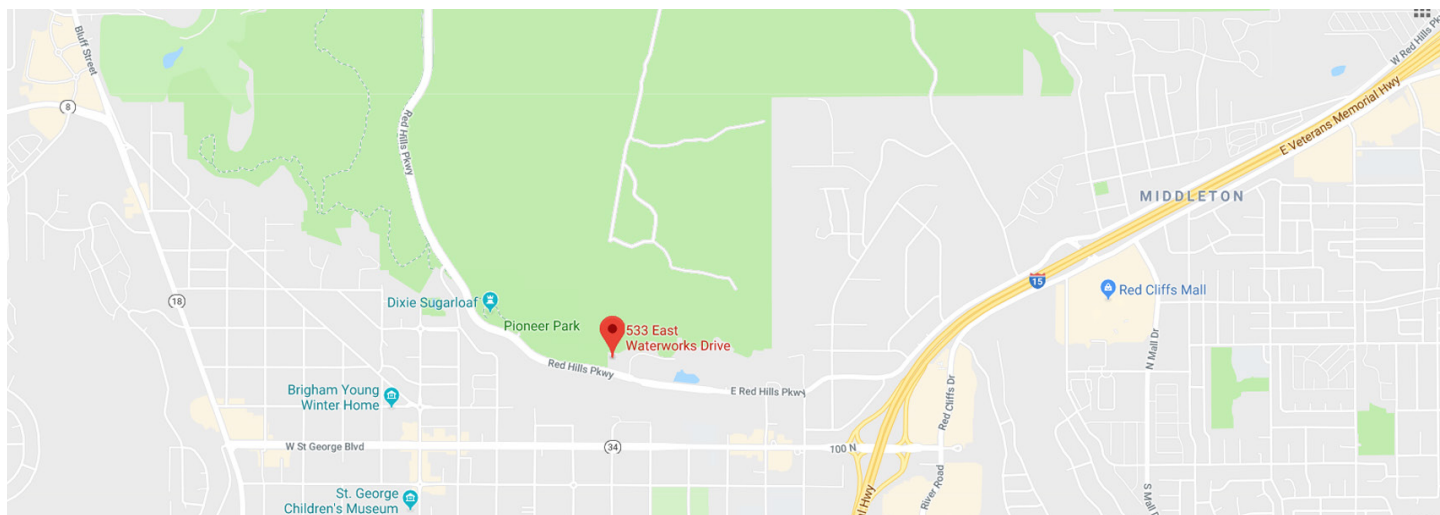 Bluff Street
W Red Hills Pk
8
Red Hills Pkwy
E Veterans Memorial Hwy
MIDDLETON
18
15
Dixie Sugarloaf
Red Cliffs Mall
Pioneer Park
533 East
Waterworks Drive
N Mall Dr
Red Hills Pkwy
E Red Hills Pkwy
Red Cliffs Dr
Brigham Young
Winter Home
W St George Blvd
34
100 N
River Road
St. George
Children's Museum
al Hwy
S Mall D